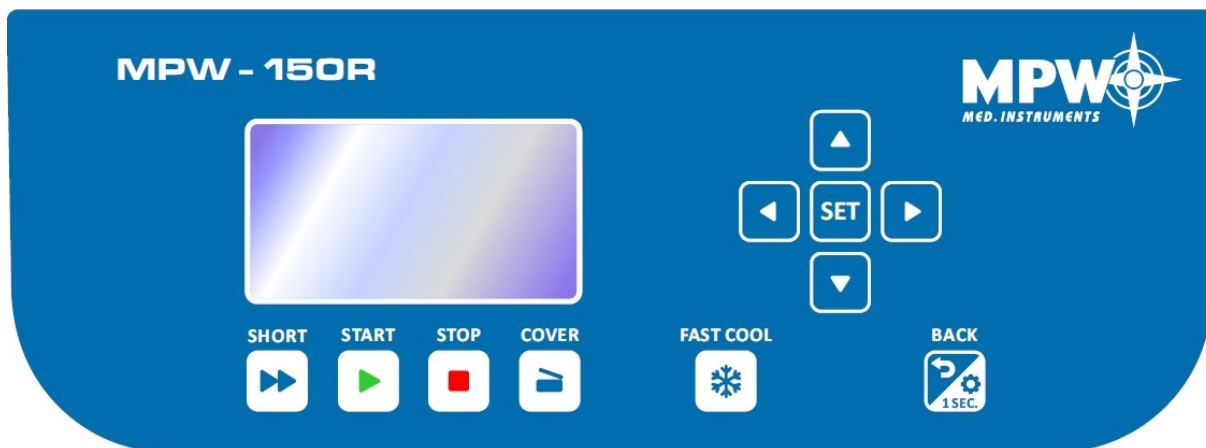 MPW - 150R
MPW
MED. INSTRUMENTS
SET
SHORT START STOP COVER FAST COOL BACK
1 SEC.